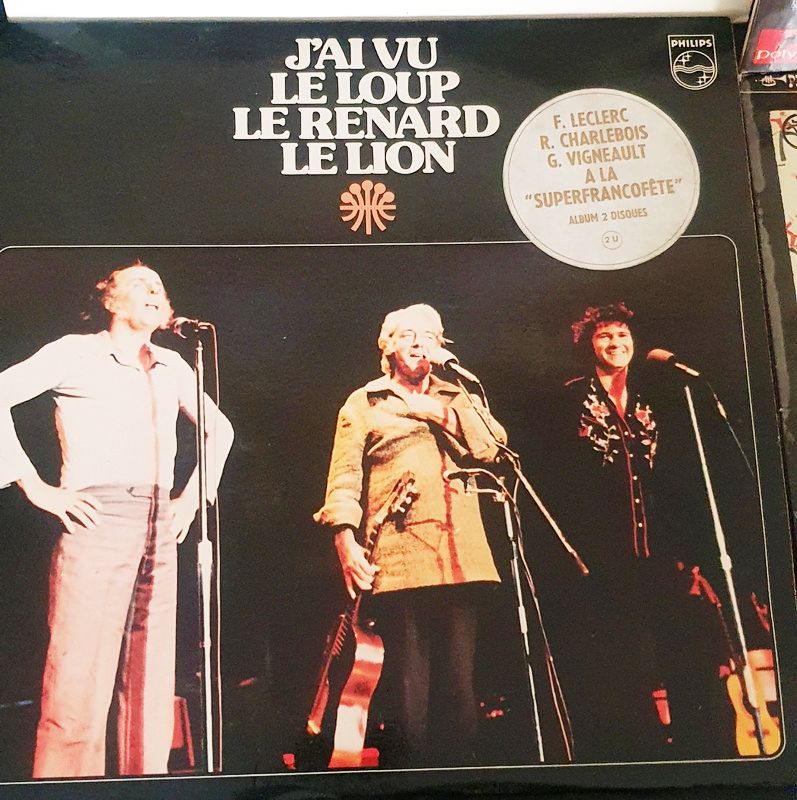 J'AI VU
LE LOUP
LE RENARD
LE LION
PHILIPS
F. LECLERC
R. CHARLEBOIS
G. VIGNEAULT
A LA
"SUPERFRANCOFÊTE"
ALBUM 2 DISQUES
2 U